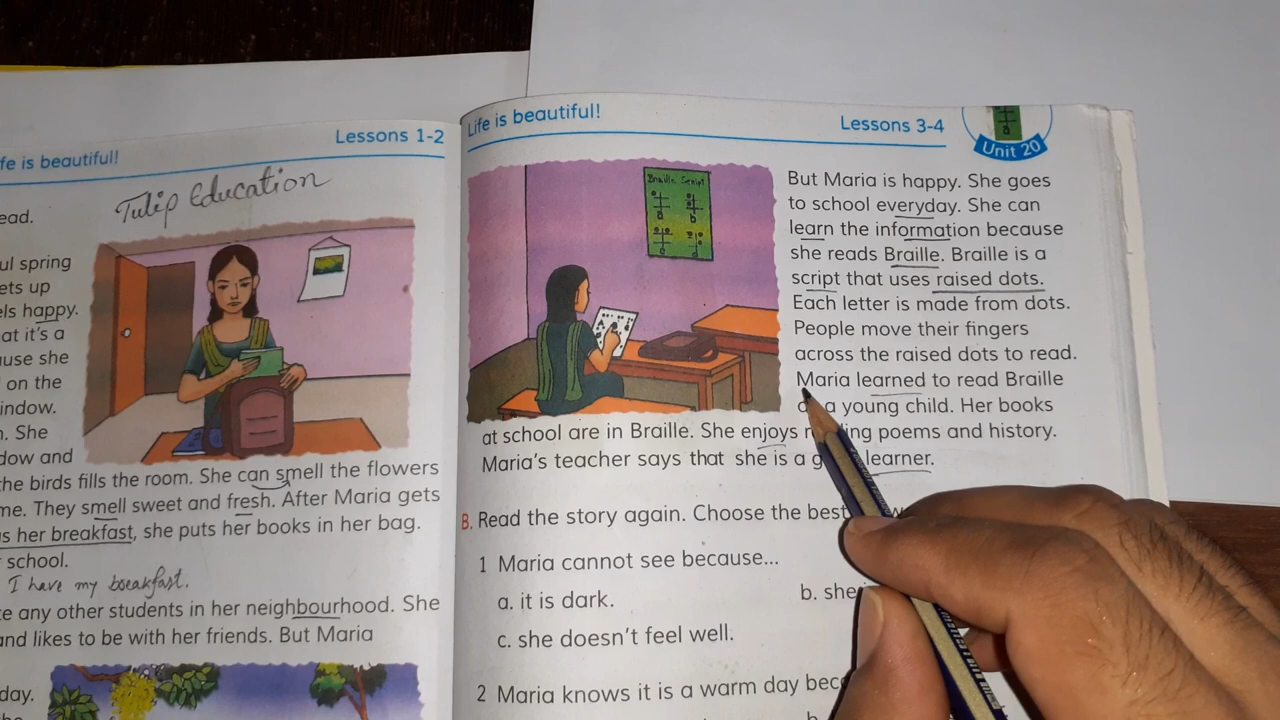 fe is beautiful!
Lessons 1-2
Tulip Education
ead.
ul spring
ets up
els happy.
at it's a
use she
on the
indow.
. She
dow and
the birds fills the room. She can smell the flowers
me. They smell sweet and fresh. After Maria gets
s her breakfast, she puts her books in her bag.
school.
I have my breakfast.
e any other students in her neighbourhood. She
and likes to be with her friends. But Maria
day.
Life is beautiful!
Lessons 3-4
Unit 20
Braille Script
a b
But Maria is happy. She goes
to school everyday. She can
learn the information because
she reads Braille. Braille is a
script that uses raised dots.
Each letter is made from dots.
People move their fingers
across the raised dots to read.
Maria learned to read Braille
a young child. Her books
at school are in Braille. She enjoys ing poems and history.
Maria's teacher says that she is a learner.
B. Read the story again. Choose the best
1 Maria cannot see because...
a. it is dark.
b. she
c. she doesn't feel well.
2 Maria knows it is a warm day bec